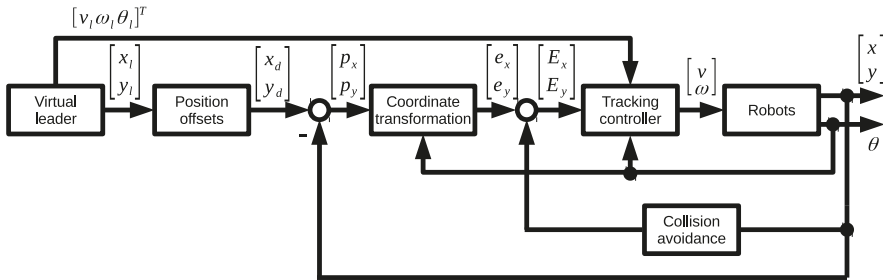 [v_l ω_l θ_l]^T
[x_l
y_l]
[x_d
y_d]
[p_x
p_y]
[e_x
e_y]
[E_x
E_y]
[v
ω]
[x
y]
Virtual
leader
Position
offsets
-
Coordinate
transformation
Tracking
controller
Robots
θ
Collision
avoidance